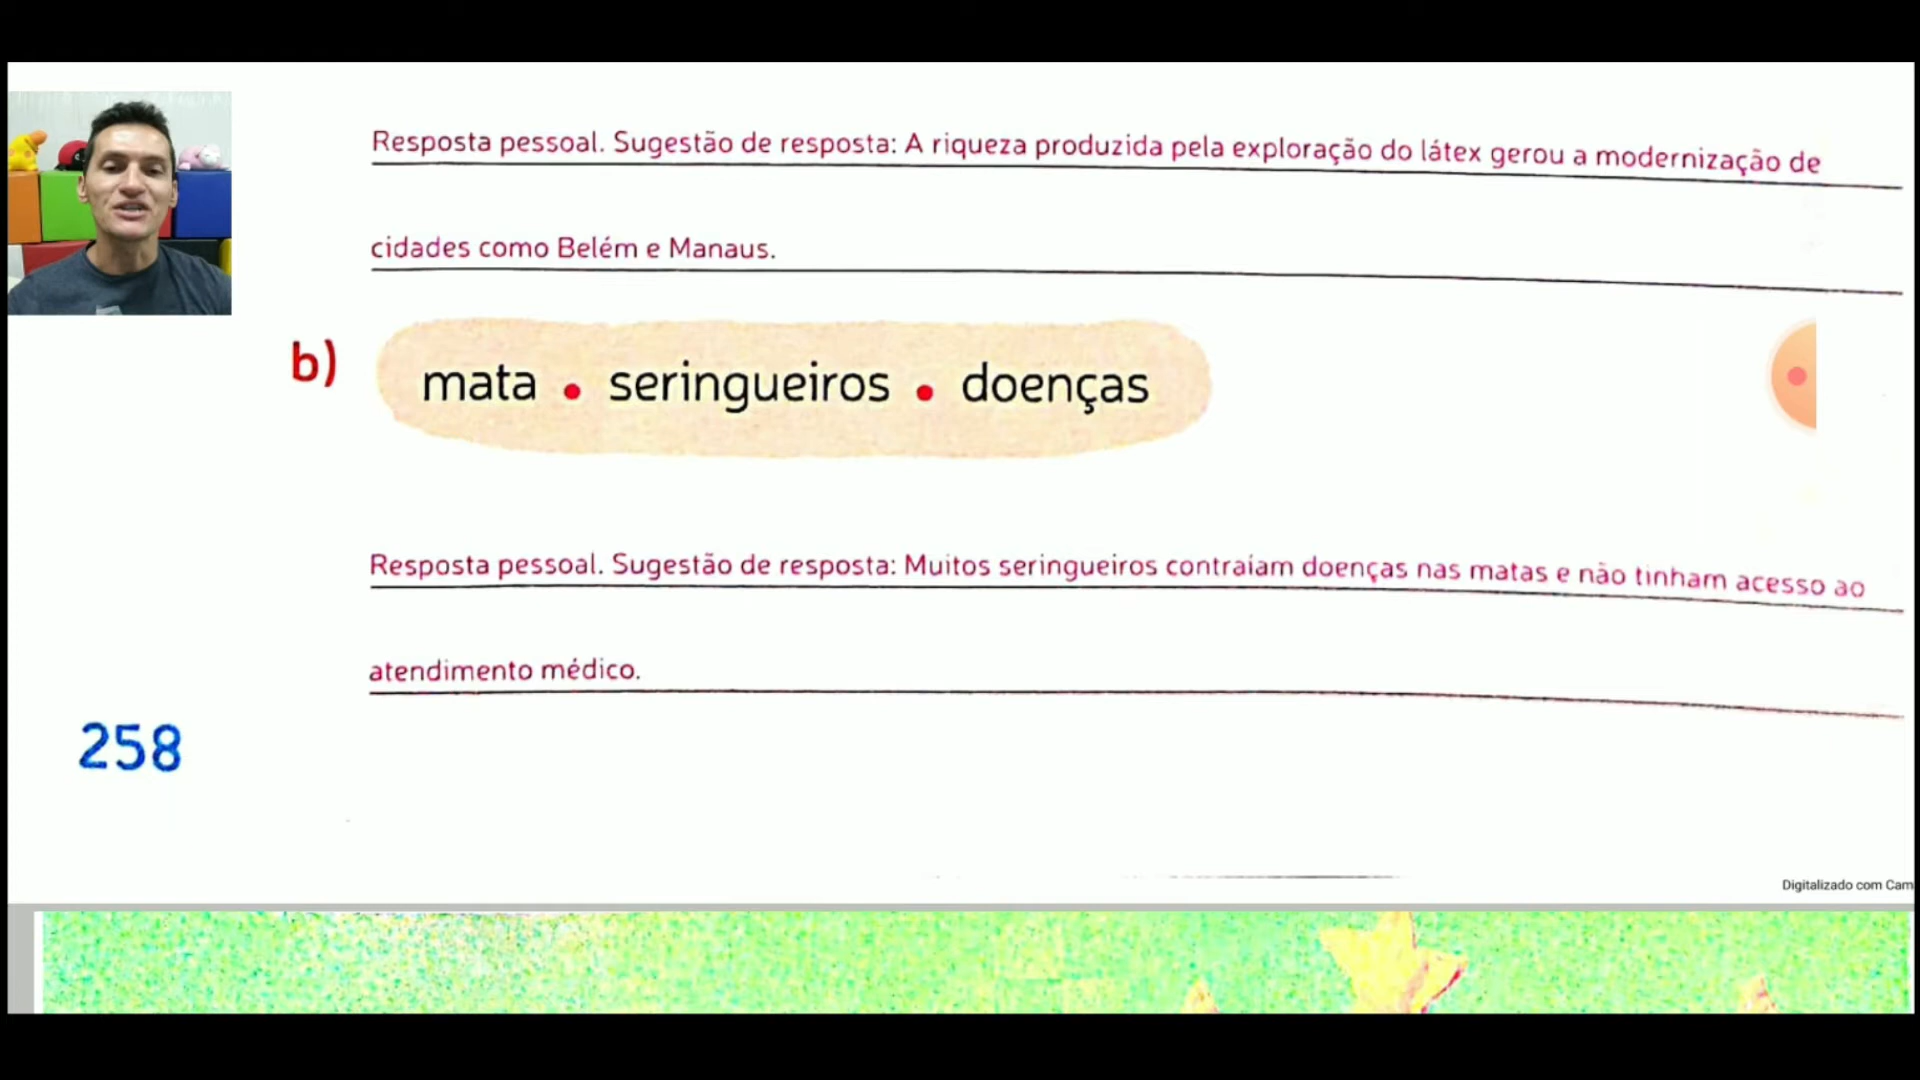 Resposta pessoal. Sugestão de resposta: A riqueza produzida pela exploração do látex gerou a modernização de
cidades como Belém e Manaus.
b) mata • seringueiros • doenças
Resposta pessoal. Sugestão de resposta: Muitos seringueiros contraíam doenças nas matas e não tinham acesso ao
atendimento médico.
258
Digitalizado com Cam